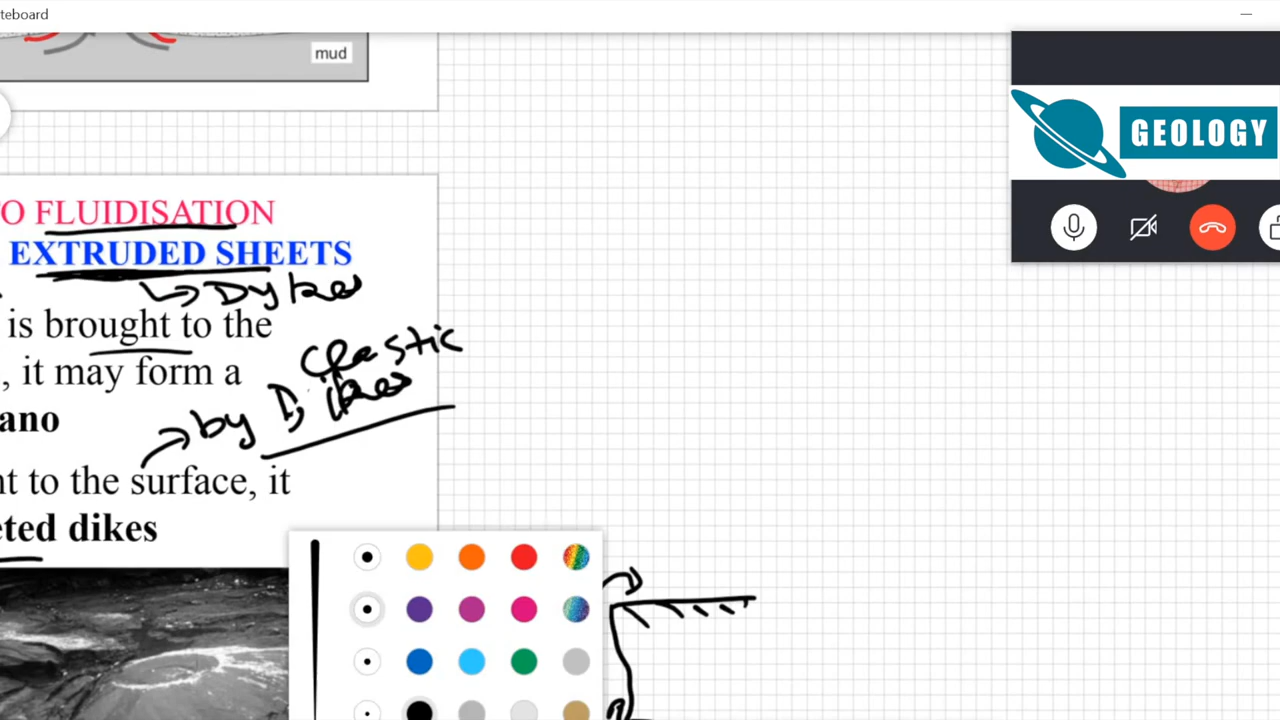 teboard
mud
GEOLOGY
O FLUIDISATION
EXTRUDED SHEETS
Dykes
is brought to the
clastic
, it may form a
by Dikes
ano
nt to the surface, it
eted dikes